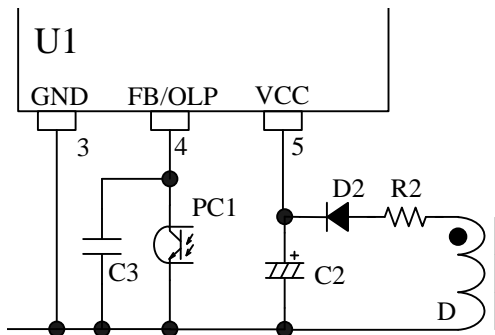 U1
GND FB/OLP VCC
3 4 5
D2 R2
PC1
+
C3 C2
D